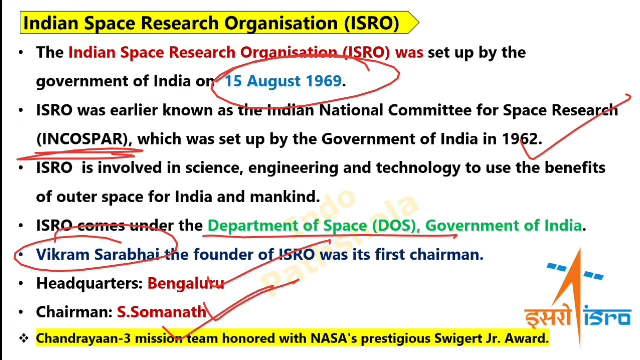 Indian Space Research Organisation (ISRO)
• The Indian Space Research Organisation (ISRO) was set up by the
government of India on 15 August 1969.
• ISRO was earlier known as the Indian National Committee for Space Research
(INCOSPAR), which was set up by the Government of India in 1962.
• ISRO is involved in science, engineering and technology to use the benefits
of outer space for India and mankind.
• ISRO comes under the Department of Space (DOS), Government of India.
• Vikram Sarabhai the founder of ISRO was its first chairman.
• Headquarters: Bengaluru
• Chairman: S.Somanath
❖ Chandrayaan-3 mission team honored with NASA's prestigious Swigert Jr. Award.
Indo
Pathshala
इसरो isro